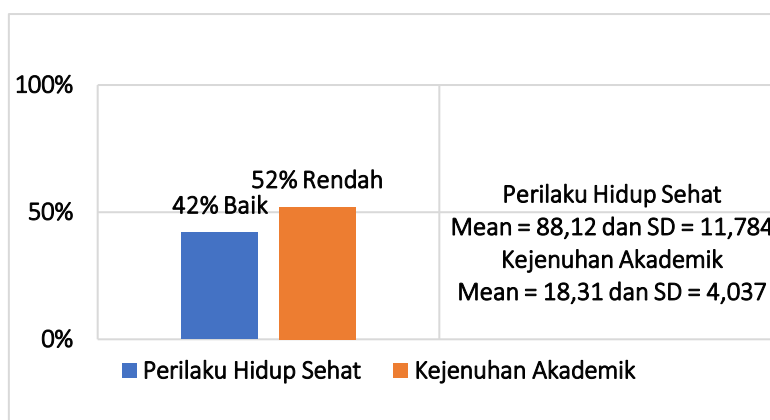 100%
52% Rendah
42% Baik
50%
Perilaku Hidup Sehat
Mean = 88,12 dan SD = 11,784
Kejenuhan Akademik
Mean = 18,31 dan SD = 4,037
0%
Perilaku Hidup Sehat
Kejenuhan Akademik